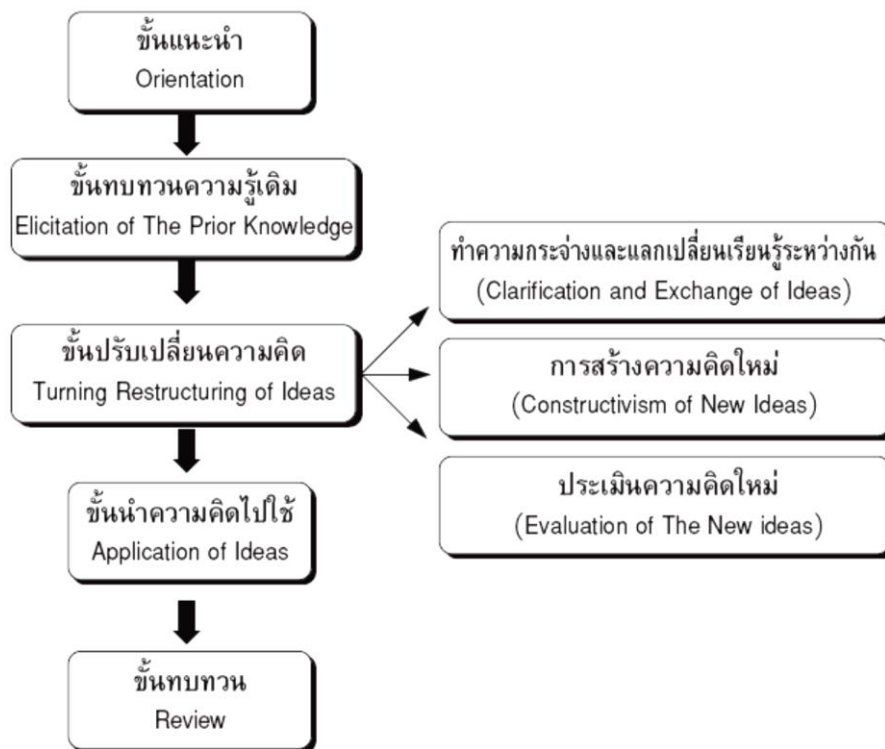 ขั้นแนะนำ
Orientation
ขั้นทบทวนความรู้เดิม
Elicitation of The Prior Knowledge
ขั้นปรับเปลี่ยนความคิด
Turning Restructuring of Ideas
ทำความกระจ่างและแลกเปลี่ยนเรียนรู้ระหว่างกัน
(Clarification and Exchange of Ideas)
การสร้างความคิดใหม่
(Constructivism of New Ideas)
ประเมินความคิดใหม่
(Evaluation of The New ideas)
ขั้นนำความคิดไปใช้
Application of Ideas
ขั้นทบทวน
Review